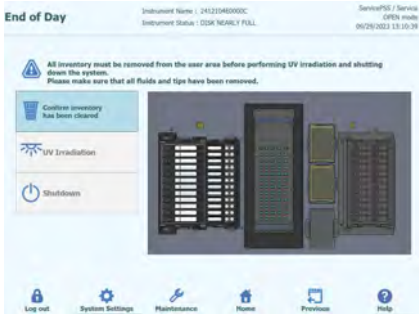 End of Day
Instrument Name : 2412104E0000C
Instrument Status : DISK NEARLY FULL
ServicePSS / Service
OPEN mode
09/29/2023 13:10:39
All inventory must be removed from the user area before performing UV irradiation and shutting
down the system.
Please make sure that all fluids and tips have been removed.
Confirm inventory
has been cleared
UV Irradiation
Shutdown
Log out
System Settings
Maintenance
Home
Previous
Help